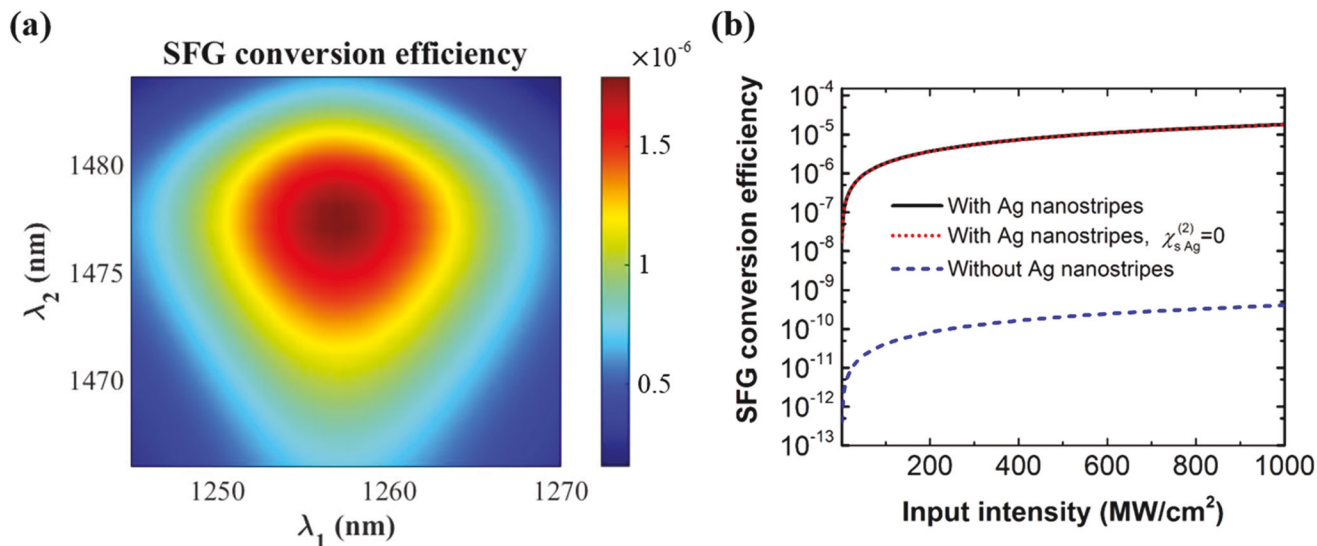 (a)
SFG conversion efficiency
×10⁻⁶
1.5
1
0.5
1480
1475
1470
λ₂ (nm)
1250
1260
1270
λ₁ (nm)
(b)
SFG conversion efficiency
10⁻⁴
10⁻⁵
10⁻⁶
10⁻⁷
10⁻⁸
10⁻⁹
10⁻¹⁰
10⁻¹¹
10⁻¹²
10⁻¹³
With Ag nanostripes
With Ag nanostripes, χₛ Ag⁽²⁾=0
Without Ag nanostripes
200 400 600 800 1000
Input intensity (MW/cm²)